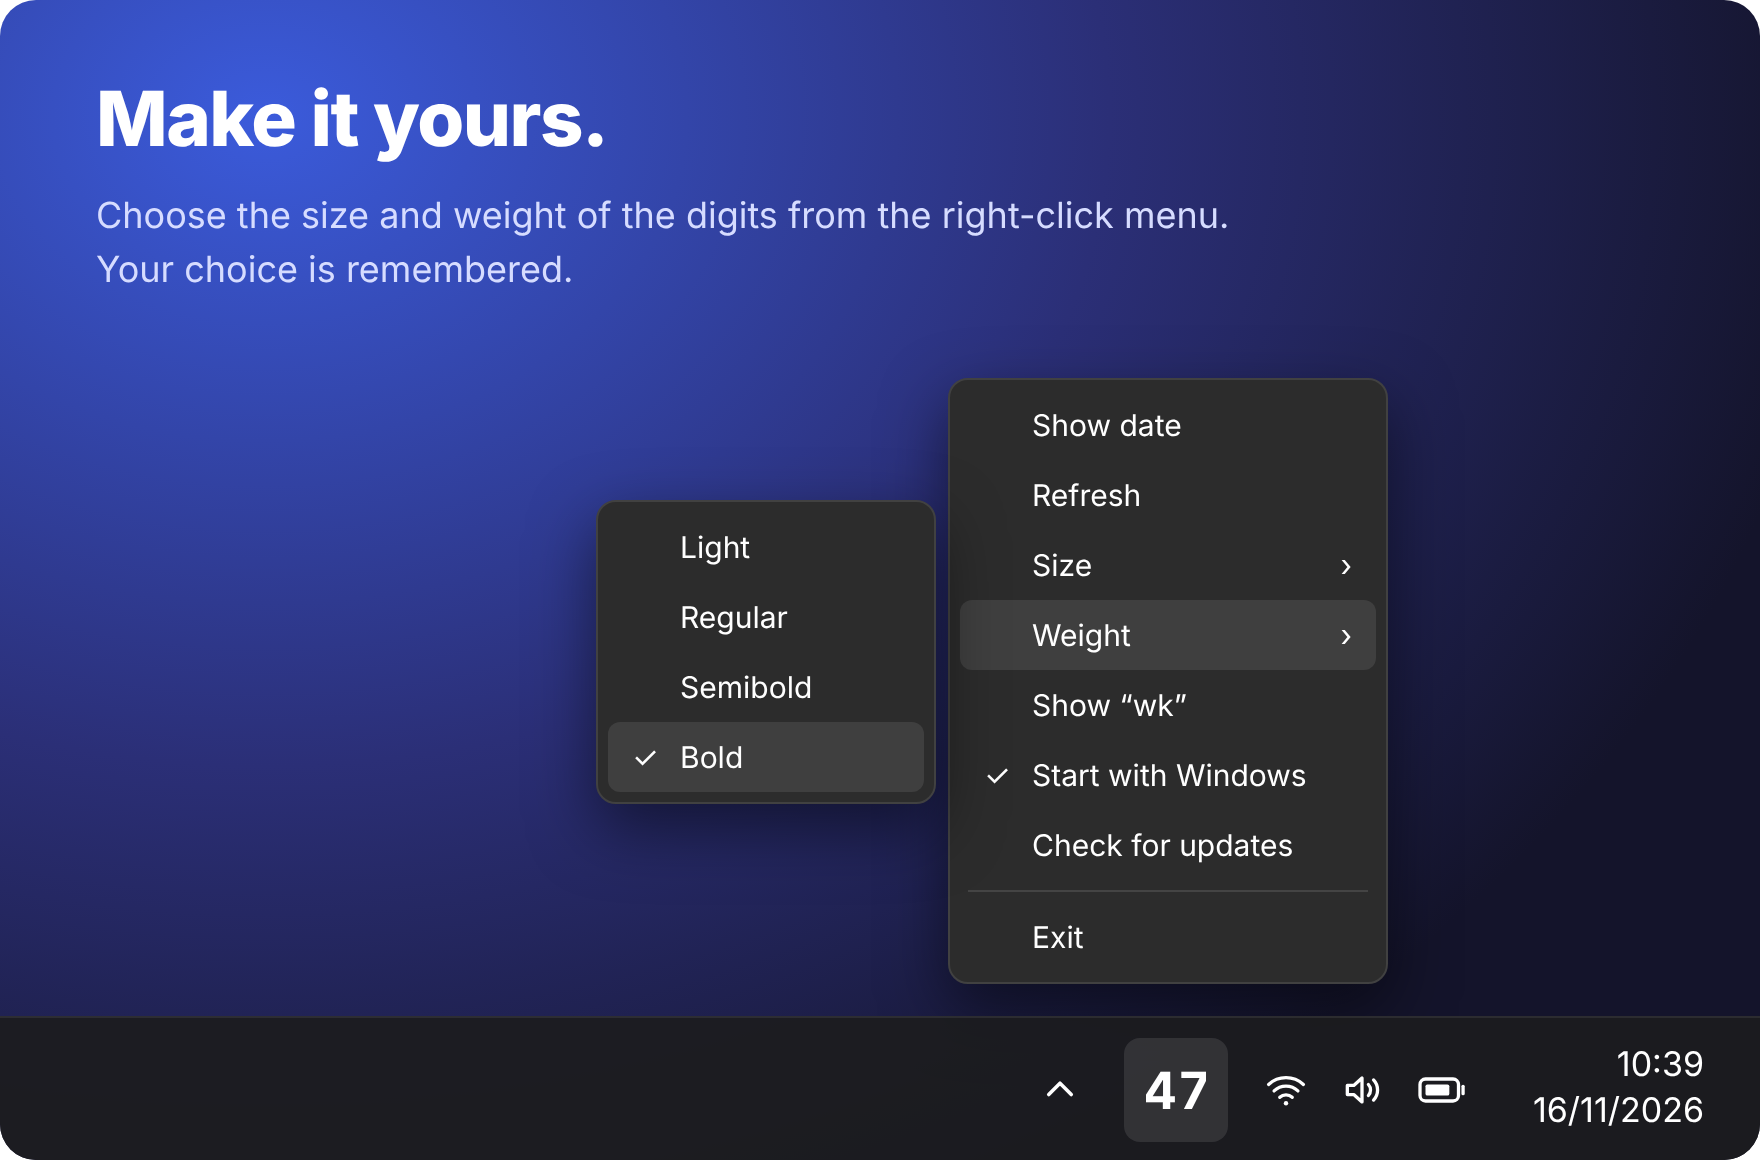 Make it yours.
Choose the size and weight of the digits from the right-click menu.
Your choice is remembered.
Show date
Refresh
Size
Weight
Show “wk”
Start with Windows
Check for updates
Exit
Light
Regular
Semibold
Bold
47
10:39
16/11/2026